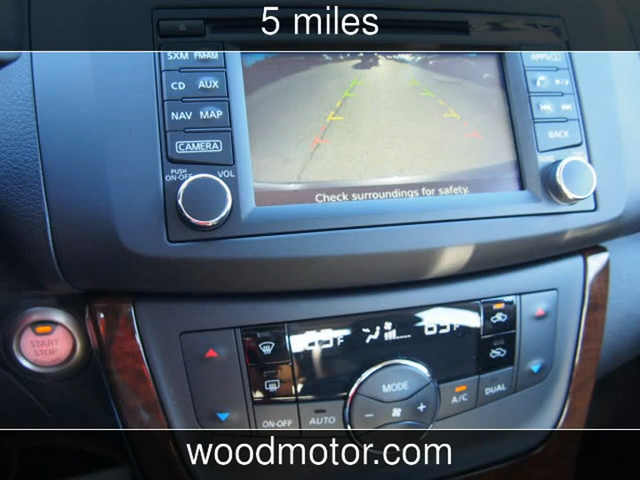 5 miles
SXM FM·AM
APPS
CD AUX
NAV MAP
BACK
CAMERA
PUSH
ON·OFF VOL
Check surroundings for safety.
START
STOP
MODE
A/C
DUAL
ON·OFF
AUTO
woodmotor.com